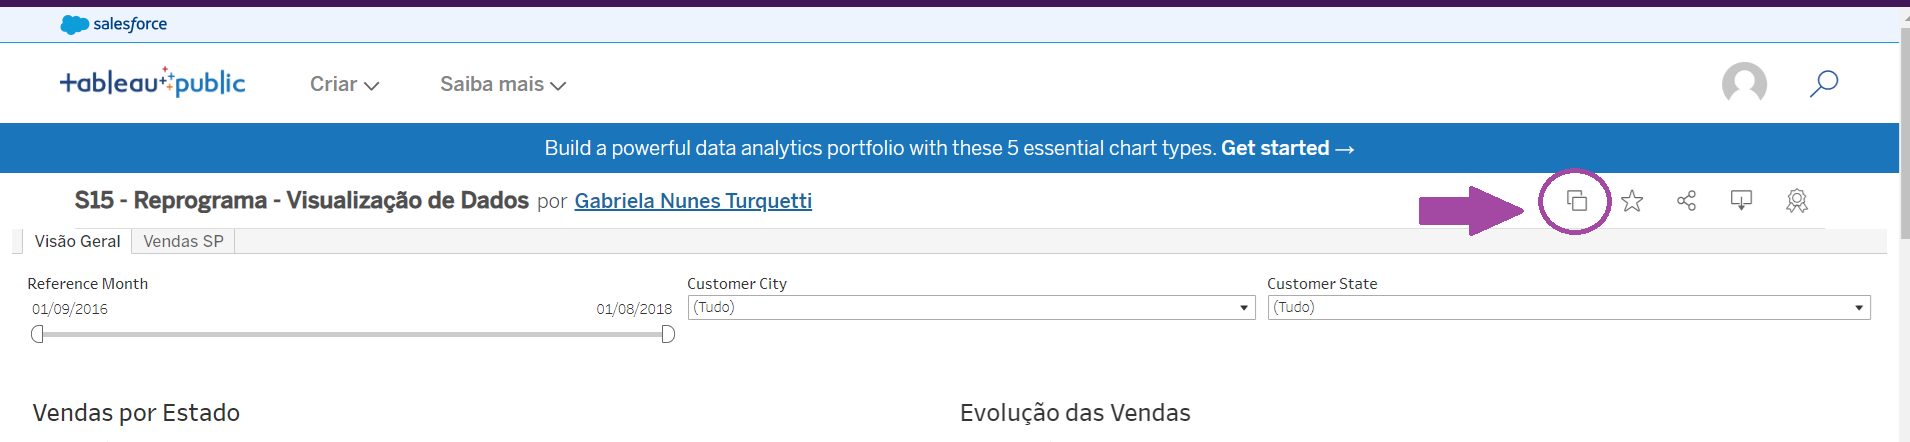 salesforce
+ableau+public
Criar
Saiba mais
Build a powerful data analytics portfolio with these 5 essential chart types. Get started →
S15 - Reprograma - Visualização de Dados por Gabriela Nunes Turquetti
Visão Geral
Vendas SP
Reference Month
Customer City
Customer State
01/09/2016
01/08/2018
(Tudo)
(Tudo)
Vendas por Estado
Evolução das Vendas